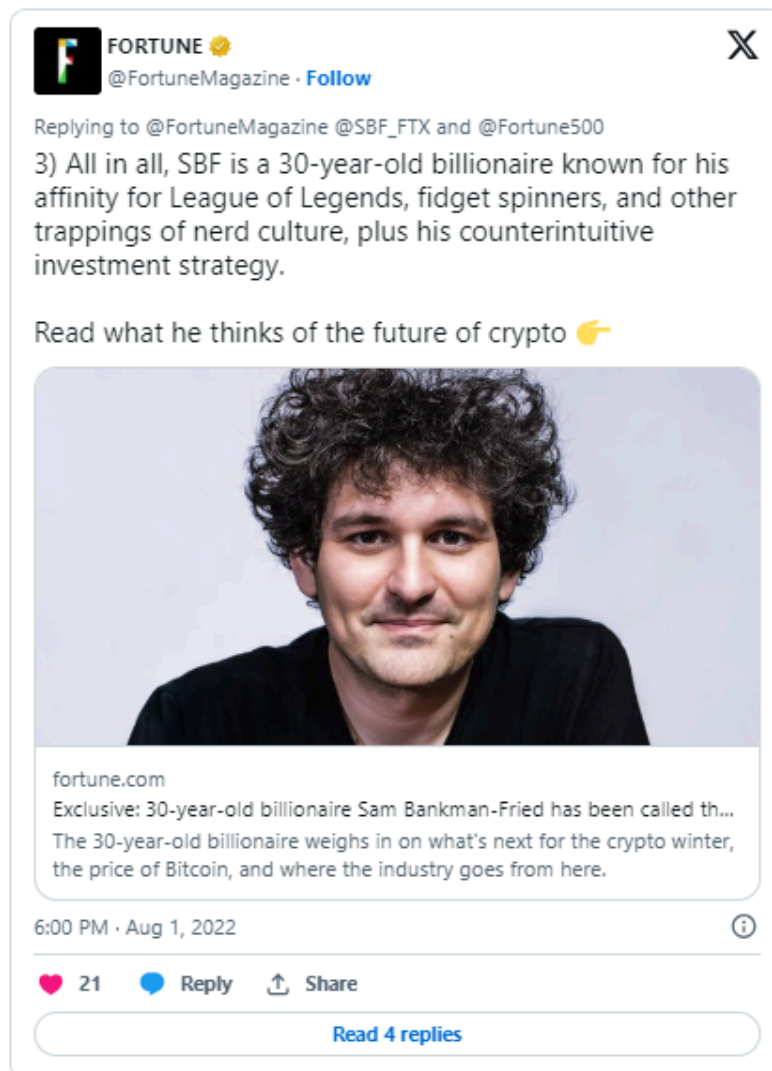 FORTUNE
@FortuneMagazine · Follow
Replying to @FortuneMagazine @SBF_FTX and @Fortune500
3) All in all, SBF is a 30-year-old billionaire known for his
affinity for League of Legends, fidget spinners, and other
trappings of nerd culture, plus his counterintuitive
investment strategy.
Read what he thinks of the future of crypto 👉
fortune.com
Exclusive: 30-year-old billionaire Sam Bankman-Fried has been called th...
The 30-year-old billionaire weighs in on what's next for the crypto winter,
the price of Bitcoin, and where the industry goes from here.
6:00 PM · Aug 1, 2022
21 Reply Share
Read 4 replies